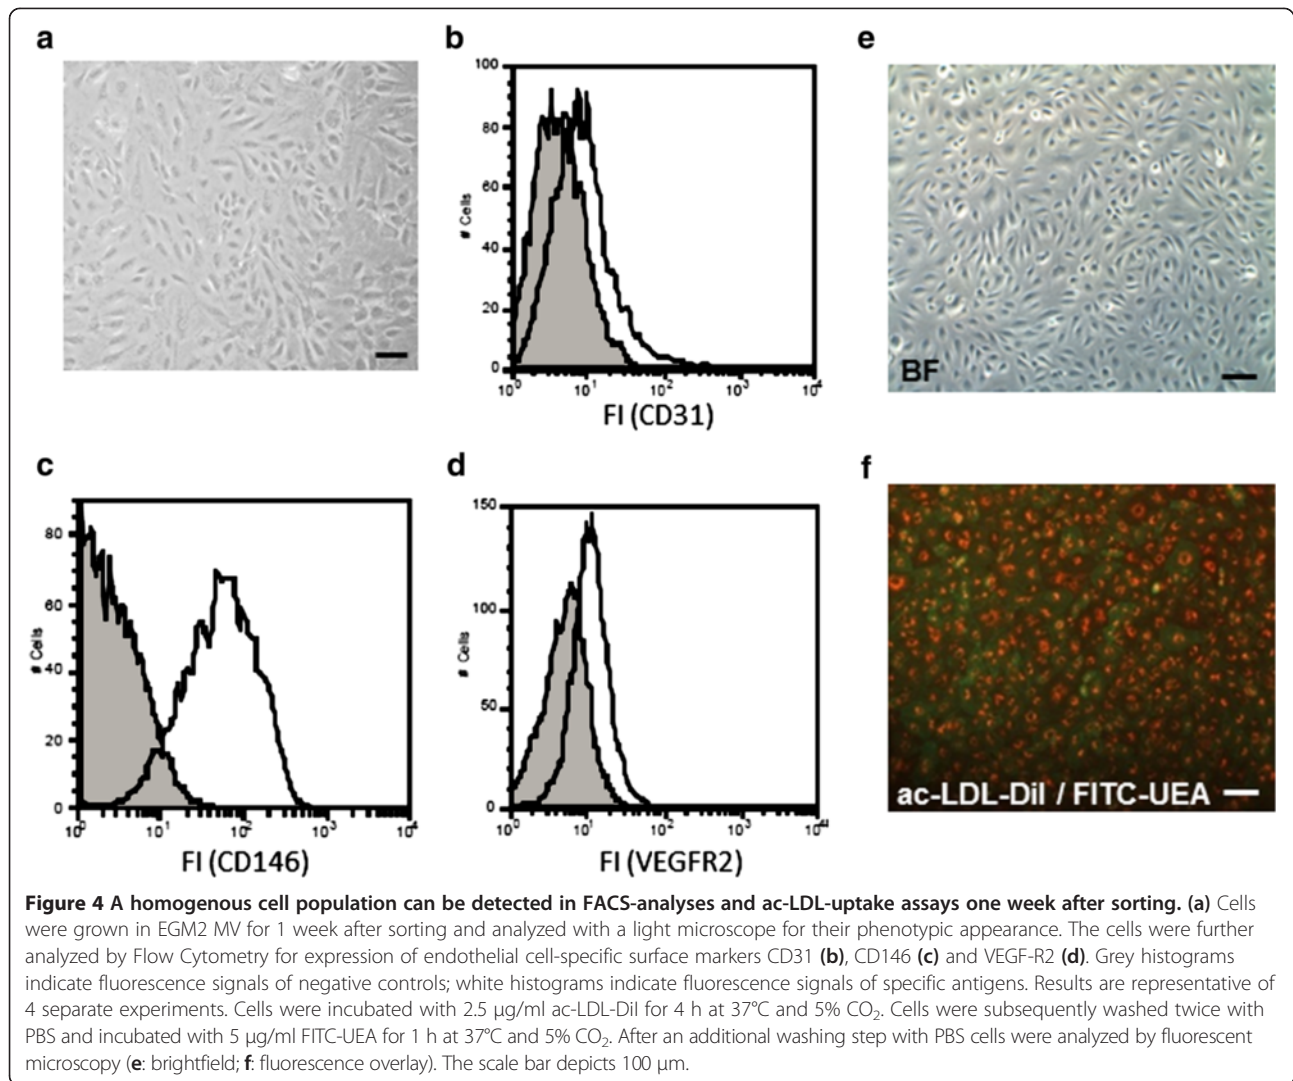 a
b
e
100
80
60
40
20
0
# Cells
10⁰ 10¹ 10² 10³ 10⁴
FI (CD31)
BF
c
d
f
80
60
40
20
0
# Cells
10⁰ 10¹ 10² 10³ 10⁴
FI (CD146)
150
100
50
0
# Cells
10⁰ 10¹ 10² 10³ 10⁴
FI (VEGFR2)
ac-LDL-Dil / FITC-UEA
Figure 4 A homogenous cell population can be detected in FACS-analyses and ac-LDL-uptake assays one week after sorting. (a) Cells
were grown in EGM2 MV for 1 week after sorting and analyzed with a light microscope for their phenotypic appearance. The cells were further
analyzed by Flow Cytometry for expression of endothelial cell-specific surface markers CD31 (b), CD146 (c) and VEGF-R2 (d). Grey histograms
indicate fluorescence signals of negative controls; white histograms indicate fluorescence signals of specific antigens. Results are representative of
4 separate experiments. Cells were incubated with 2.5 μg/ml ac-LDL-Dil for 4 h at 37°C and 5% CO₂. Cells were subsequently washed twice with
PBS and incubated with 5 μg/ml FITC-UEA for 1 h at 37°C and 5% CO₂. After an additional washing step with PBS cells were analyzed by fluorescent
microscopy (e: brightfield; f: fluorescence overlay). The scale bar depicts 100 μm.